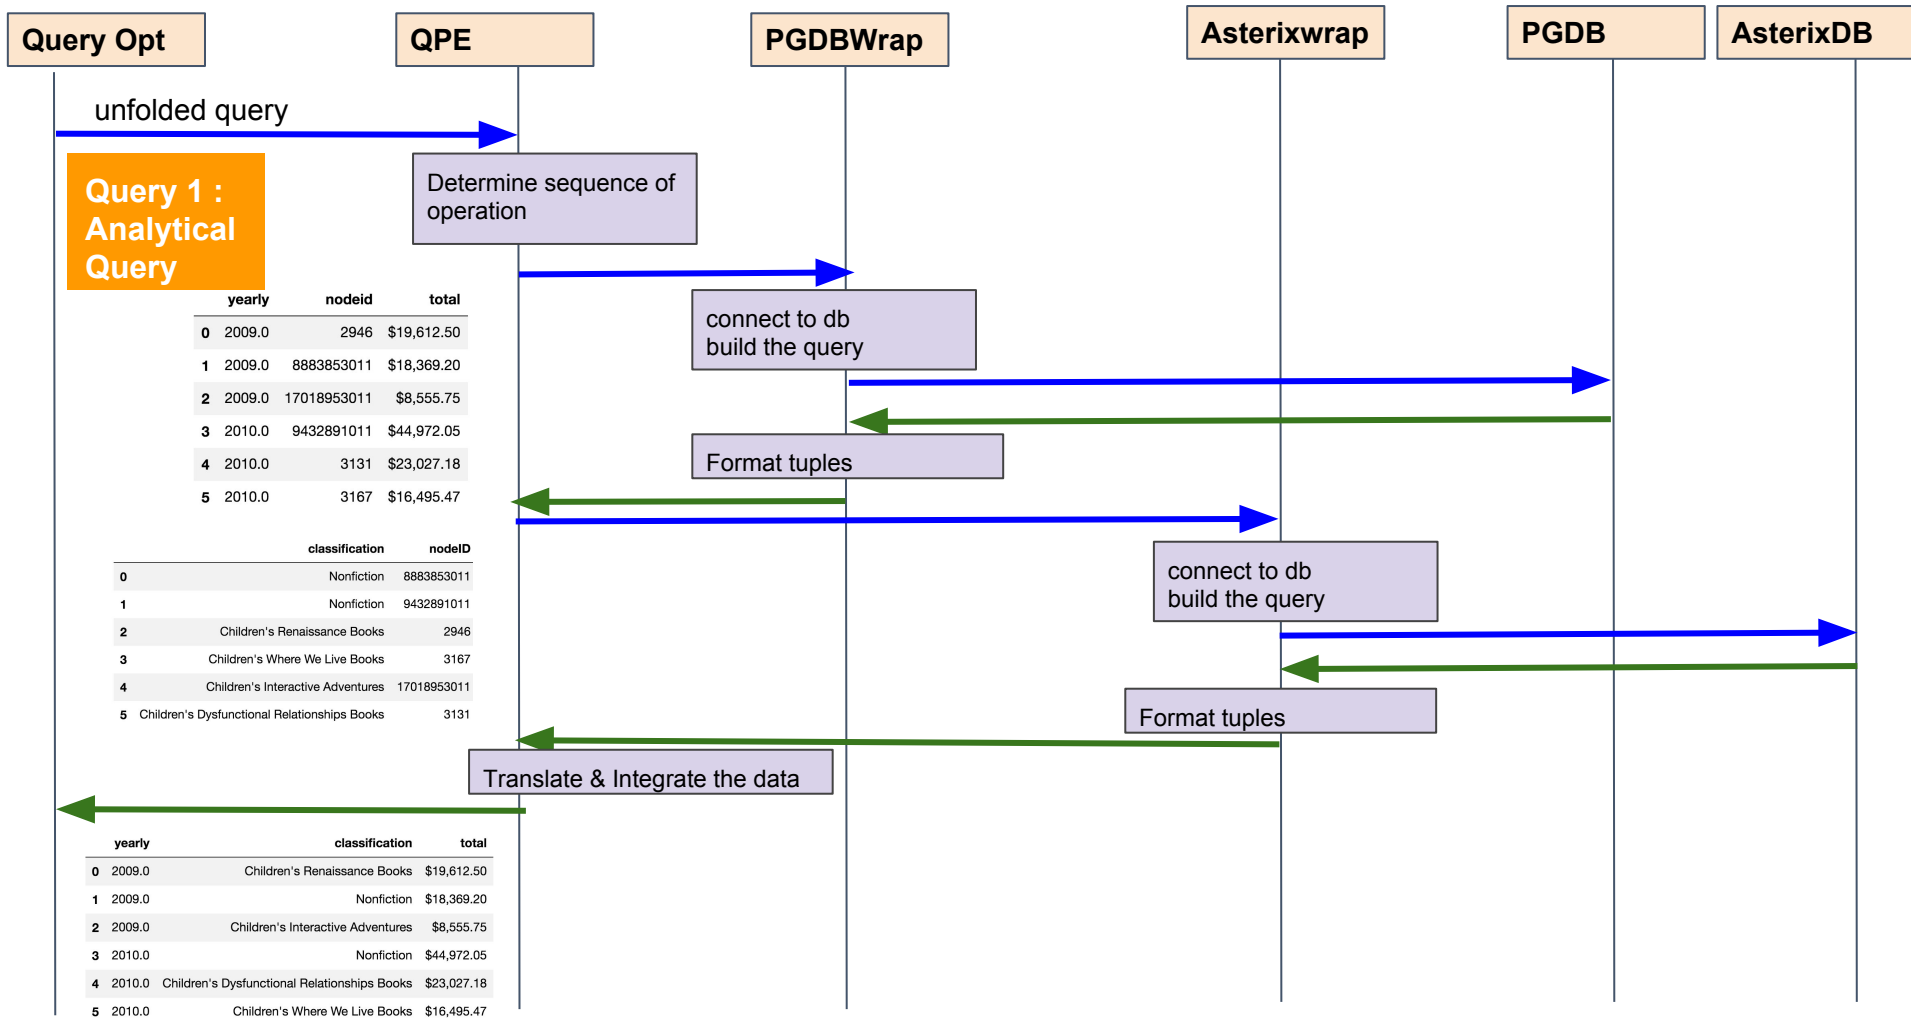 Query Opt
QPE
PGDBWrap
Asterixwrap
PGDB
AsterixDB
unfolded query
Query 1 :
Analytical
Query
Determine sequence of
operation
connect to db
build the query
yearly nodeid total
0 2009.0 2946 $19,612.50
1 2009.0 8883853011 $18,369.20
2 2009.0 17018953011 $8,555.75
3 2010.0 9432891011 $44,972.05
4 2010.0 3131 $23,027.18
5 2010.0 3167 $16,495.47
Format tuples
classification nodeID
0 Nonfiction 8883853011
1 Nonfiction 9432891011
2 Children's Renaissance Books 2946
3 Children's Where We Live Books 3167
4 Children's Interactive Adventures 17018953011
5 Children's Dysfunctional Relationships Books 3131
connect to db
build the query
Format tuples
Translate & Integrate the data
yearly classification total
0 2009.0 Children's Renaissance Books $19,612.50
1 2009.0 Nonfiction $18,369.20
2 2009.0 Children's Interactive Adventures $8,555.75
3 2010.0 Nonfiction $44,972.05
4 2010.0 Children's Dysfunctional Relationships Books $23,027.18
5 2010.0 Children's Where We Live Books $16,495.47